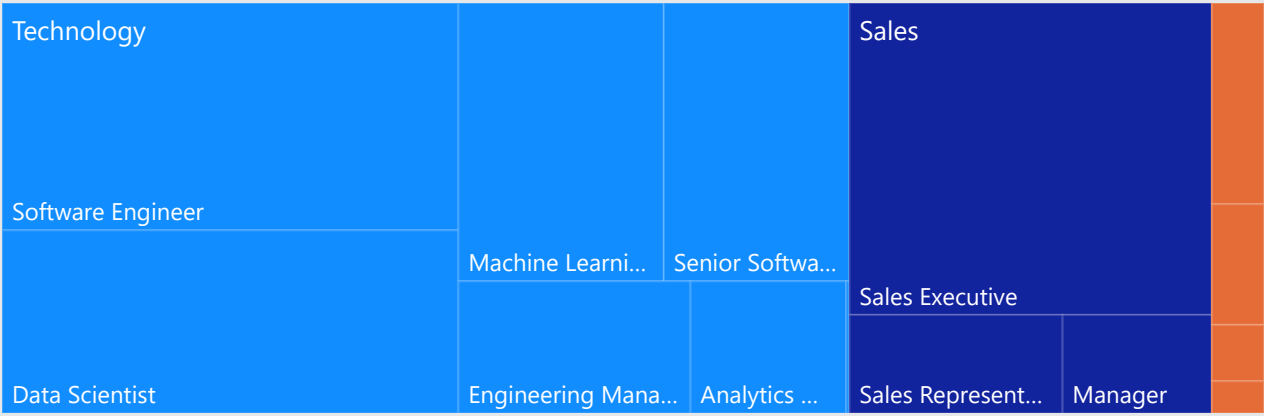 Technology
Software Engineer
Data Scientist
Machine Learni...
Senior Softwa...
Engineering Mana...
Analytics ...
Sales
Sales Executive
Sales Represent...
Manager